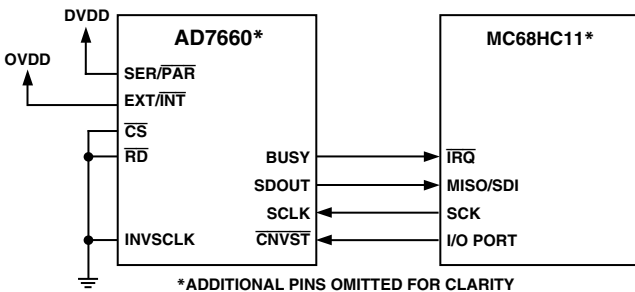 DVDD
OVDD
AD7660*
SER/PAR
EXT/INT
CS
RD
INVSCLK
BUSY
SDOUT
SCLK
CNVST
MC68HC11*
IRQ
MISO/SDI
SCK
I/O PORT
*ADDITIONAL PINS OMITTED FOR CLARITY